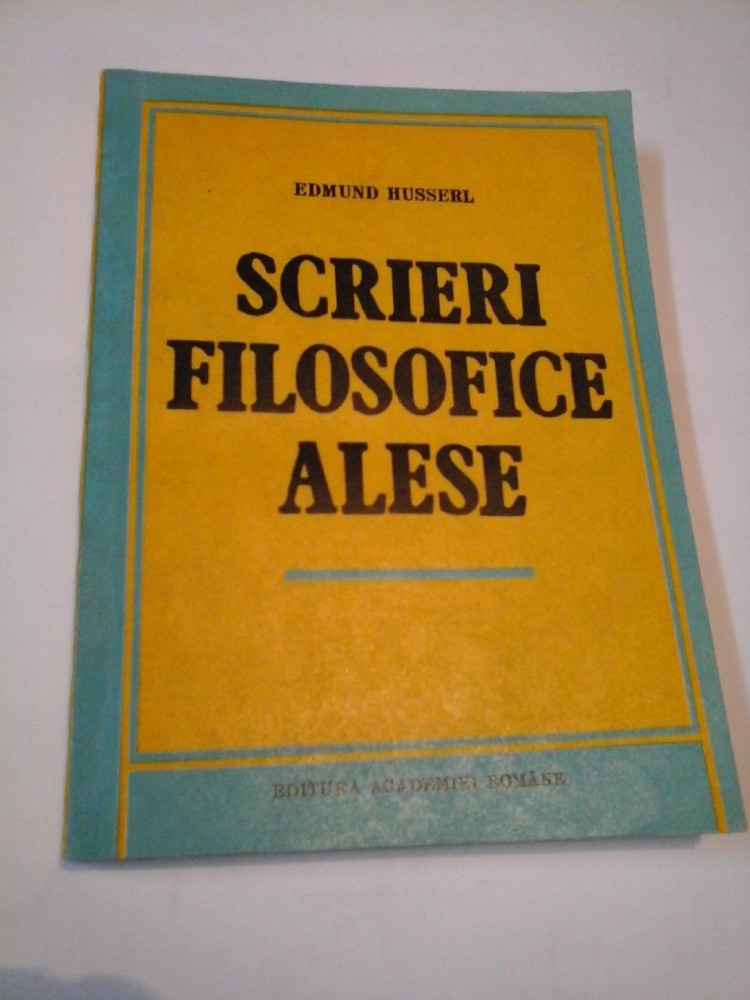 EDMUND HUSSERL
SCRIERI
FILOSOFICE
ALESE
EDITURA ACADEMIEI ROMÂNE